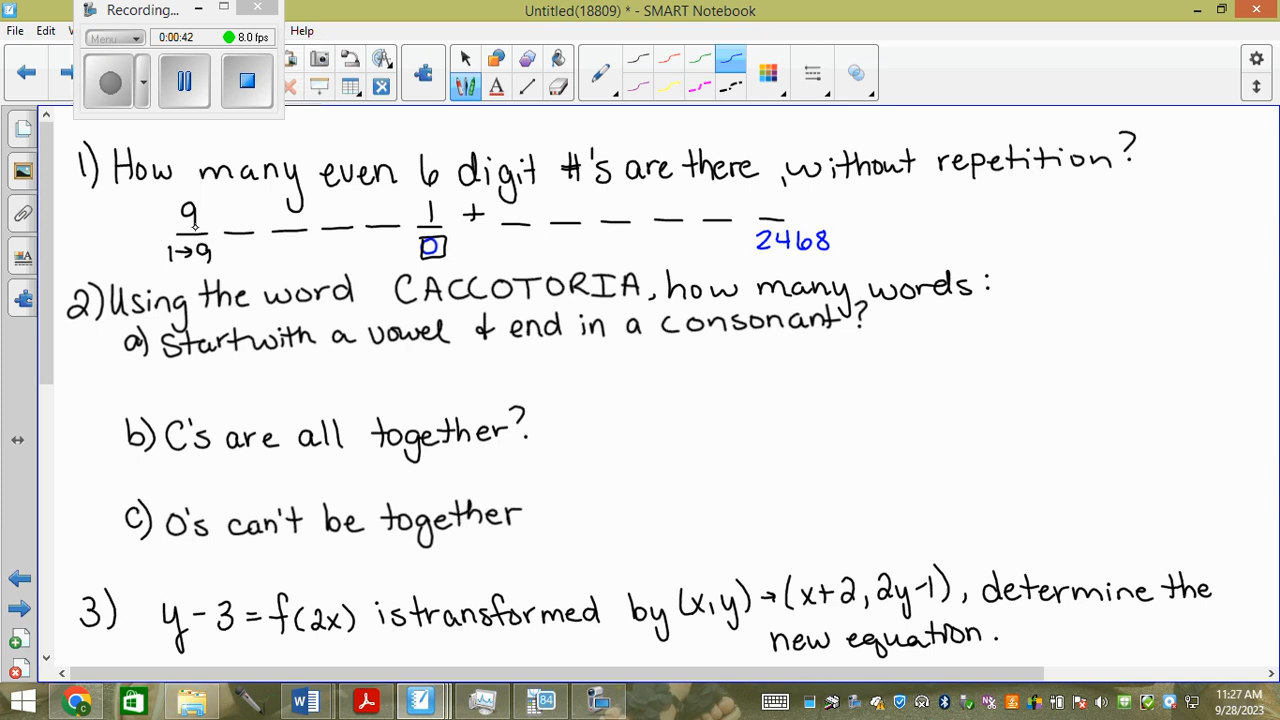 Recording...
Untitled(18809) * - SMART Notebook
File Edit Help
Menu 0:00:42 8.0 fps
1) How many even 6 digit #'s are there, without repetition?
9 _ _ _ _ 1 + _ _ _ _ _ _
1→9 0 2468
2) Using the word CACCOTORIA, how many words:
a) Start with a vowel & end in a consonant?
b) C's are all together?
c) O's can't be together
3) y - 3 = f(2x) is transformed by (x,y) → (x+2, 2y-1), determine the
new equation.
11:27 AM
9/28/2023